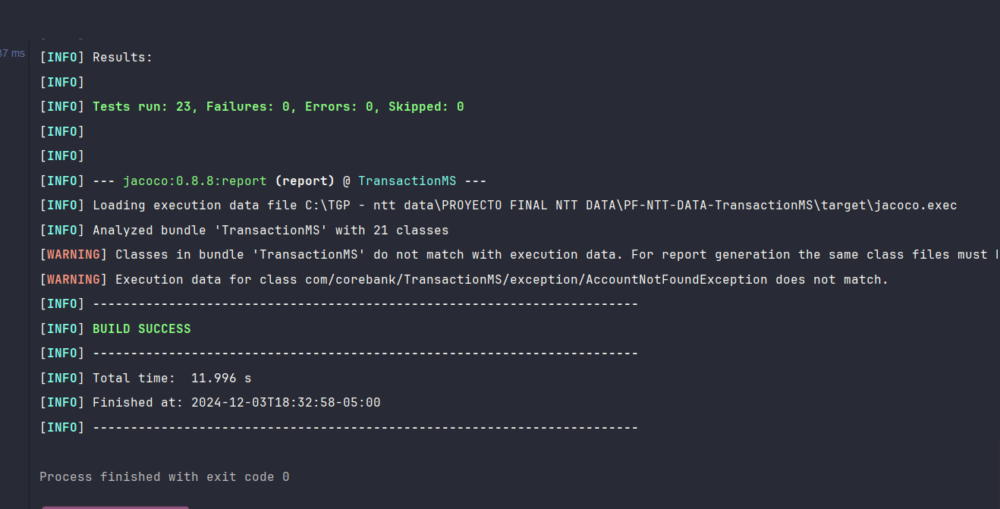 [INFO] Results:
37 ms
[INFO]
[INFO] Tests run: 23, Failures: 0, Errors: 0, Skipped: 0
[INFO]
[INFO]
[INFO] --- jacoco:0.8.8:report (report) @ TransactionMS ---
[INFO] Loading execution data file C:\TGP - ntt data\PROYECTO FINAL NTT DATA\PF-NTT-DATA-TransactionMS\target\jacoco.exec
[INFO] Analyzed bundle 'TransactionMS' with 21 classes
[WARNING] Classes in bundle 'TransactionMS' do not match with execution data. For report generation the same class files must
[WARNING] Execution data for class com/corebank/TransactionMS/exception/AccountNotFoundException does not match.
[INFO] ------------------------------------------------------------------------
[INFO] BUILD SUCCESS
[INFO] ------------------------------------------------------------------------
[INFO] Total time:  11.996 s
[INFO] Finished at: 2024-12-03T18:32:58-05:00
[INFO] ------------------------------------------------------------------------
Process finished with exit code 0